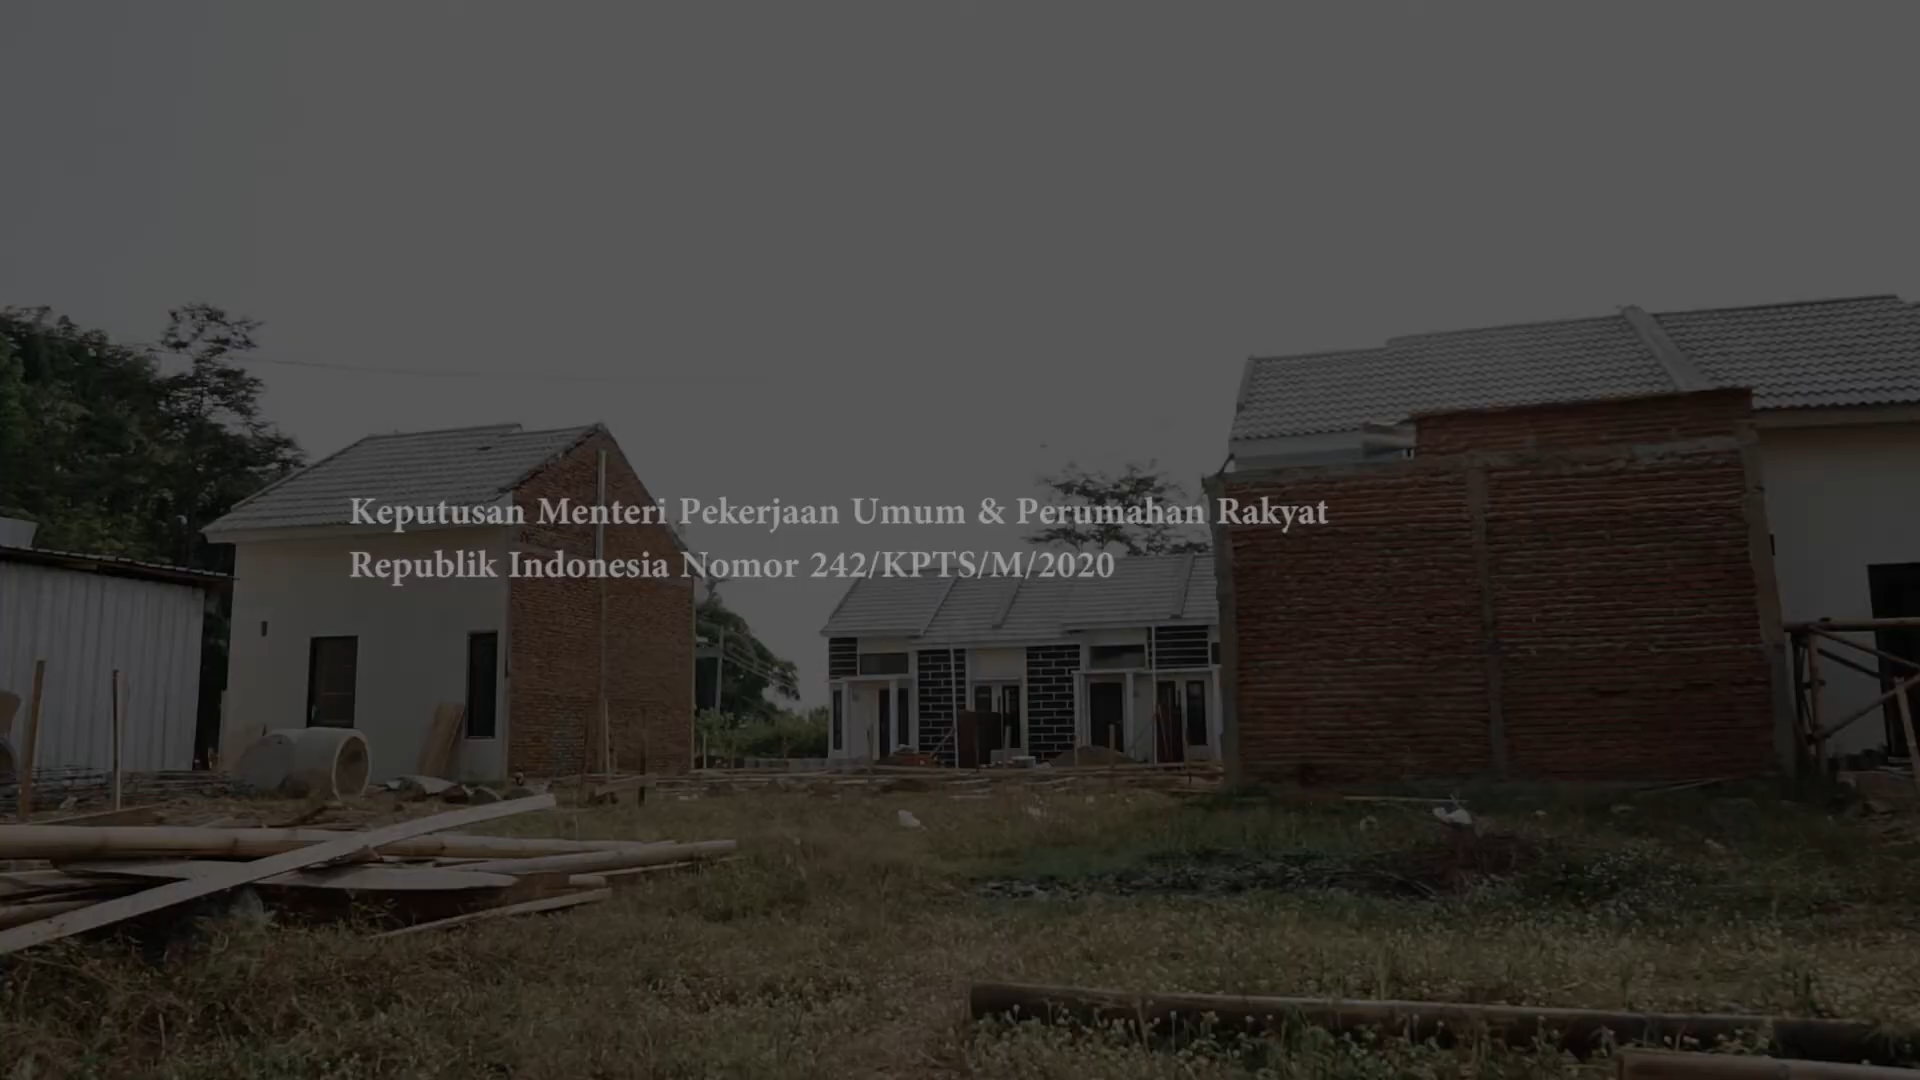 Keputusan Menteri Pekerjaan Umum & Perumahan Rakyat
Republik Indonesia Nomor 242/KPTS/M/2020